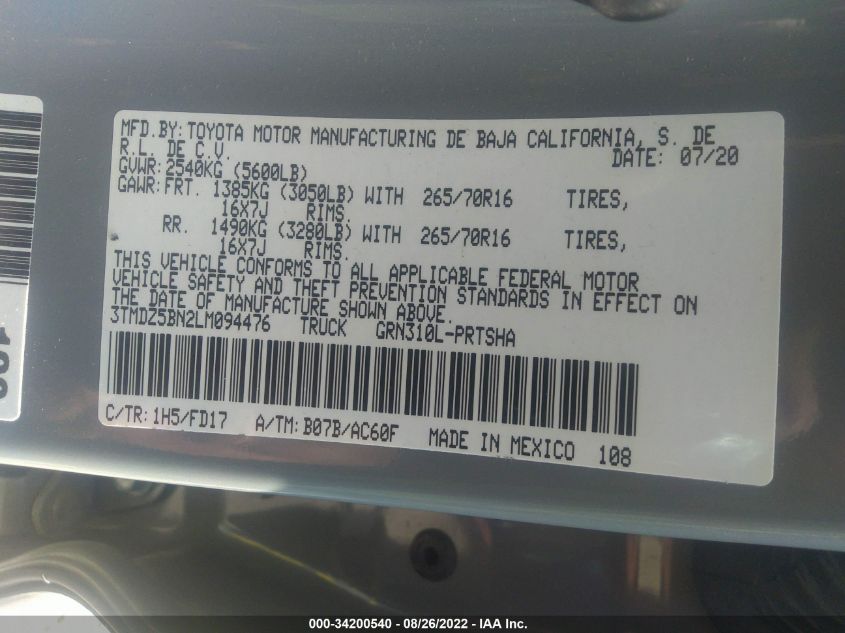 MFD.BY:TOYOTA MOTOR MANUFACTURING DE BAJA CALIFORNIA, S. DE
R.L. DE C.V. DATE: 07/20
GVWR:2540KG (5600LB)
GAWR:FRT. 1385KG (3050LB) WITH 265/70R16 TIRES,
16X7J RIMS.
RR. 1490KG (3280LB) WITH 265/70R16 TIRES,
16X7J RIMS.
THIS VEHICLE CONFORMS TO ALL APPLICABLE FEDERAL MOTOR
VEHICLE SAFETY AND THEFT PREVENTION STANDARDS IN EFFECT ON
THE DATE OF MANUFACTURE SHOWN ABOVE.
3TMDZ5BN2LM094476 TRUCK GRN310L-PRTSHA
C/TR:1H5/FD17 A/TM:B07B/AC60F MADE IN MEXICO 108
000-34200540 - 08/26/2022 - IAA Inc.